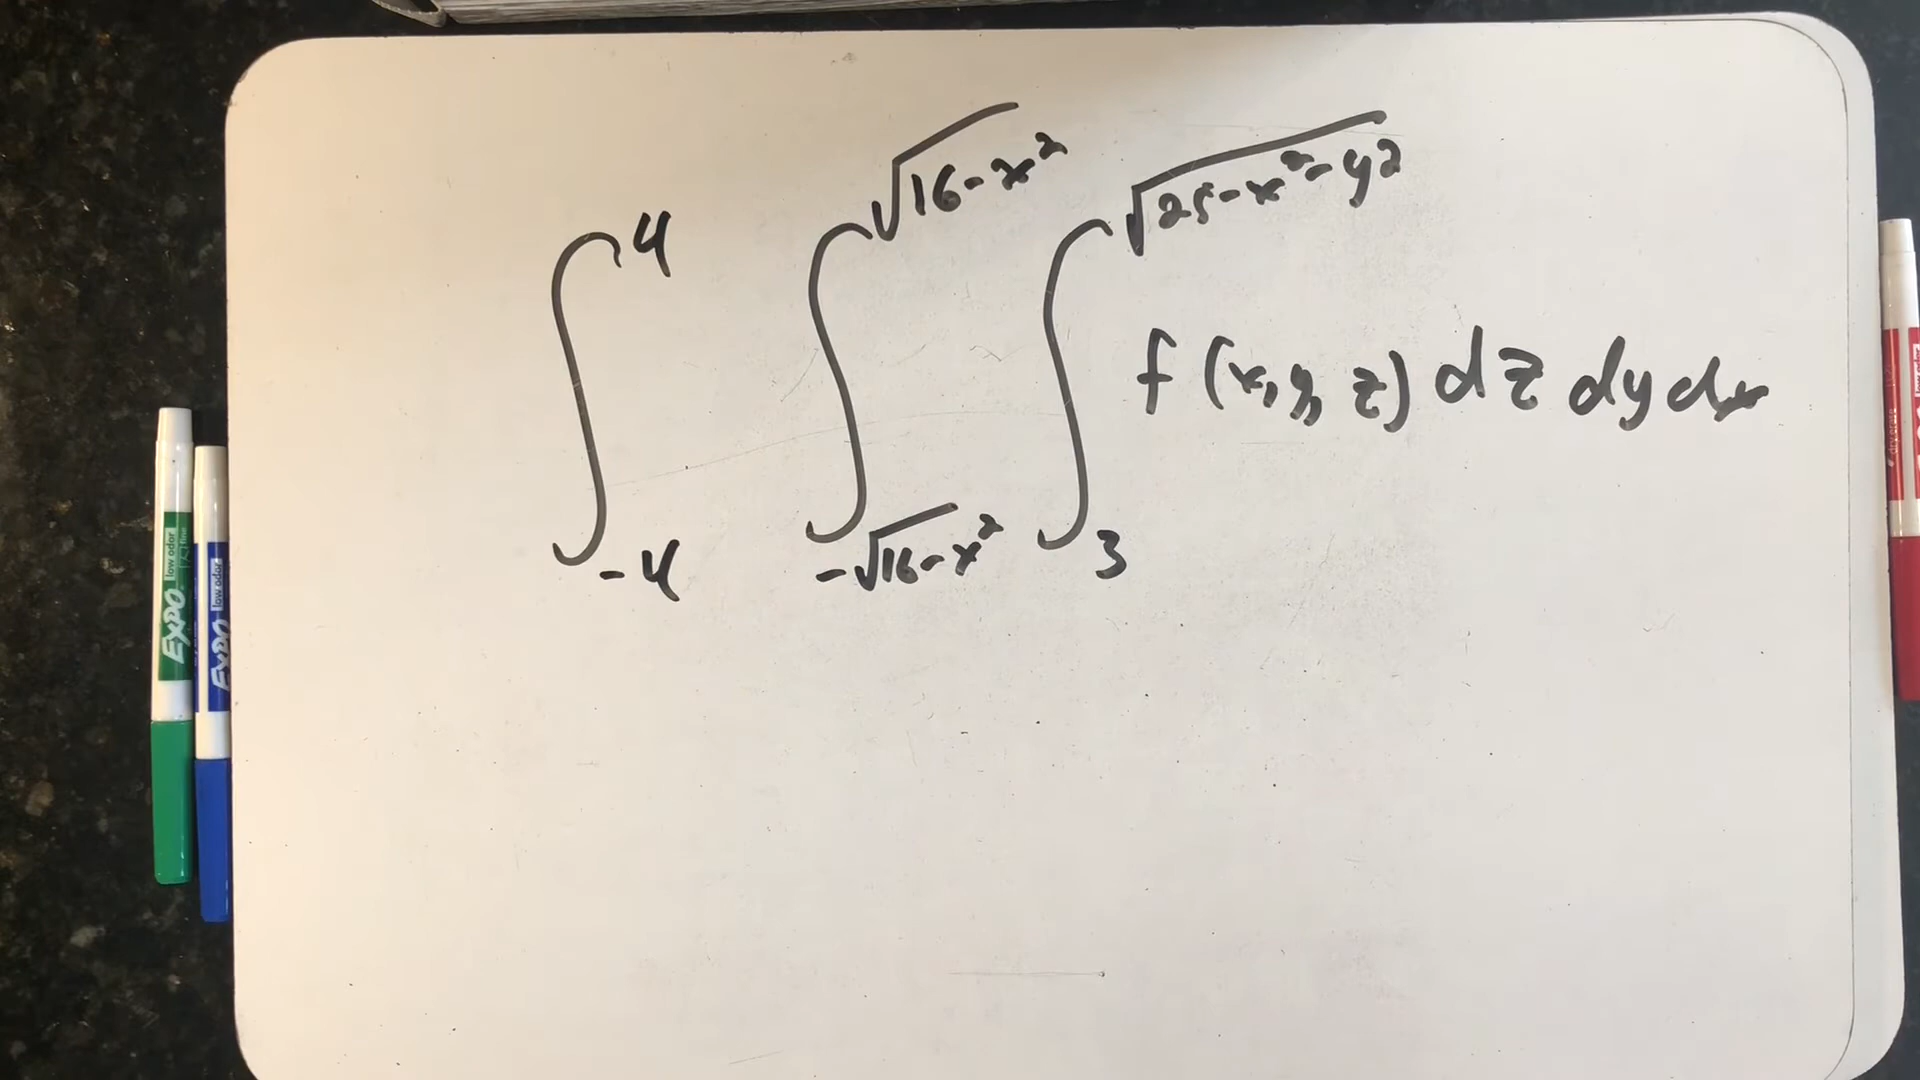 ∫_{-4}^{4} ∫_{-√(16-x²)}^{√(16-x²)} ∫_{3}^{√(25-x²-y²)} f(x,y,z) dz dy dx
EXPO low odor
EXPO low odor